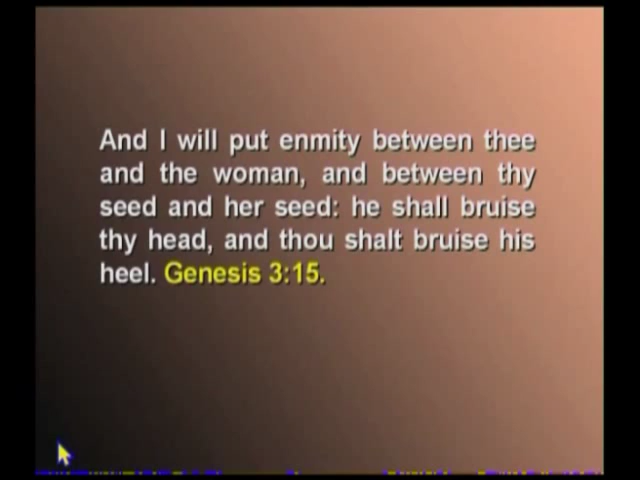 And I will put enmity between thee
and the woman, and between thy
seed and her seed: he shall bruise
thy head, and thou shalt bruise his
heel. Genesis 3:15.